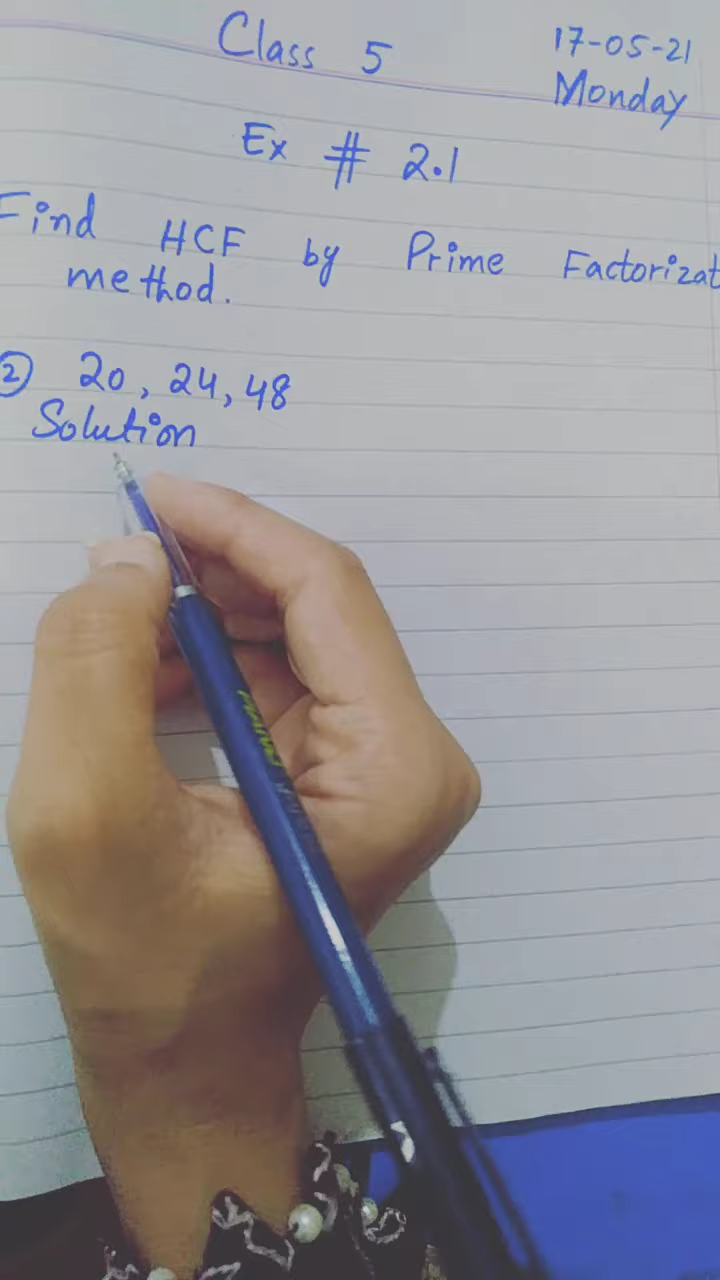 Class 5
17-05-21
Monday
Ex # 2.1
Find HCF by Prime Factorizat
method.
2 20, 24, 48
Solution